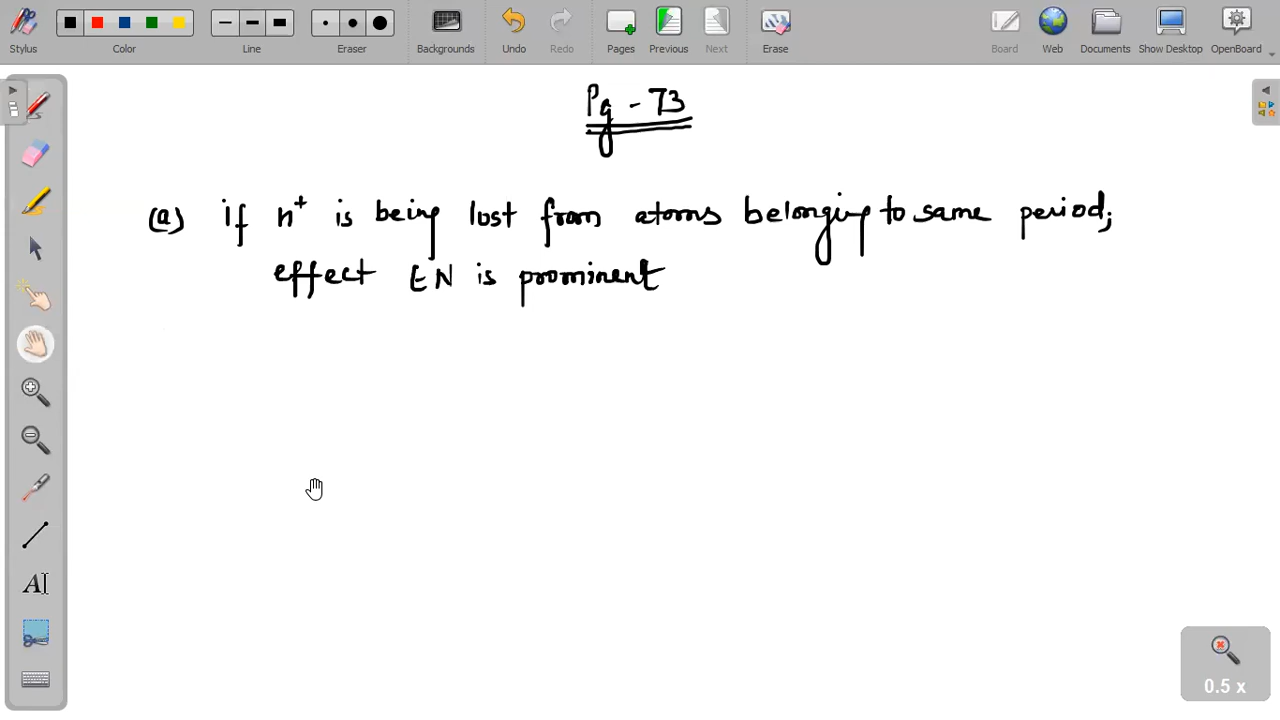 Stylus
Color
Line
Eraser
Backgrounds
Undo
Redo
Pages
Previous
Next
Erase
Board
Web
Documents
Show Desktop
OpenBoard
Pg - 73
(a) if H+ is being lost from atoms belonging to same period;
effect EN is prominent
AI
0.5 x